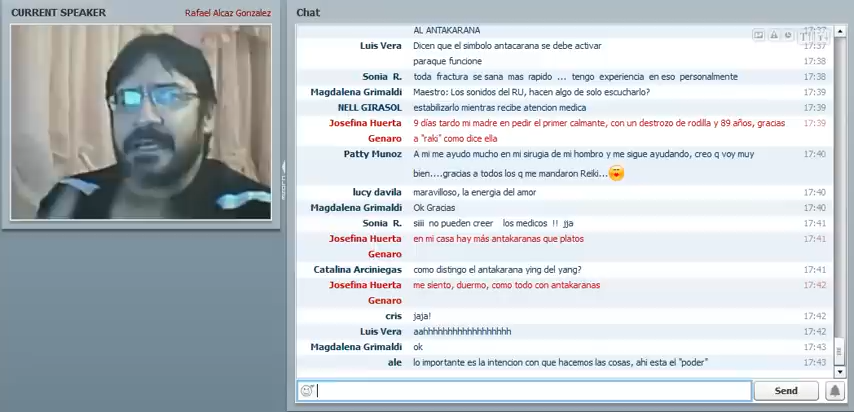 CURRENT SPEAKER Rafael Alcaz Gonzalez
Chat
AL ANTAKARANA 17:37
Luis Vera Dicen que el simbolo antacarana se debe activar 17:37
paraque funcione 17:38
Sonia R. toda fractura se sana mas rapido ... tengo experiencia en eso personalmente 17:38
Magdalena Grimaldi Maestro: Los sonidos del RU, hacen algo de solo escucharlo? 17:39
NELL GIRASOL estabilizarlo mientras recibe atencion medica 17:39
Josefina Huerta 9 días tardo mi madre en pedir el primer calmante, con un destrozo de rodilla y 89 años, gracias 17:39
Genaro a "raki" como dice ella
Patty Munoz A mi me ayudo mucho en mi sirugia de mi hombro y me sigue ayudando, creo q voy muy 17:40
bien....gracias a todos los q me mandaron Reiki...
lucy davila maravilloso, la energia del amor 17:40
Magdalena Grimaldi Ok Gracias 17:40
Sonia R. siii no pueden creer los medicos !! jja 17:41
Josefina Huerta en mi casa hay más antakaranas que platos 17:41
Genaro
Catalina Arciniegas como distingo el antakarana ying del yang? 17:41
Josefina Huerta me siento, duermo, como todo con antakaranas 17:42
Genaro
cris jaja! 17:42
Luis Vera aahhhhhhhhhhhhhhhhh 17:42
Magdalena Grimaldi ok 17:43
ale lo importante es la intencion con que hacemos las cosas, ahi esta el "poder" 17:43
Send